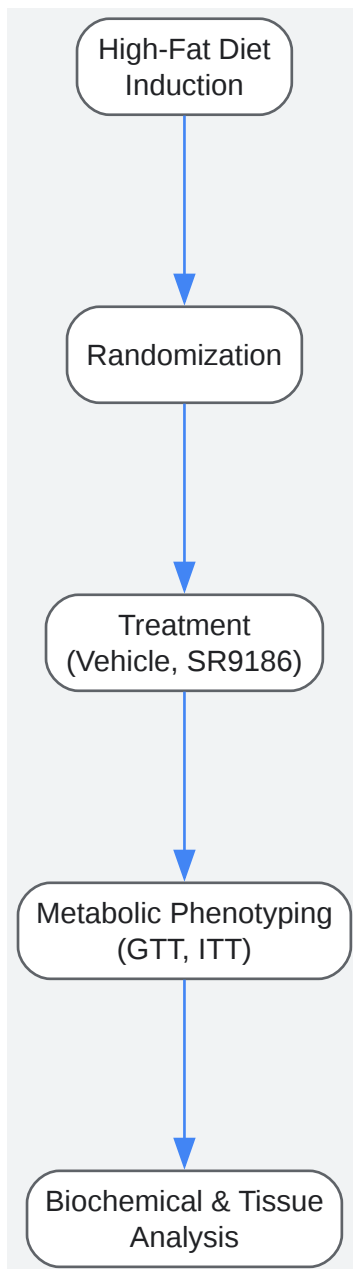 High-Fat Diet
Induction
Randomization
Treatment
(Vehicle, SR9186)
Metabolic Phenotyping
(GTT, ITT)
Biochemical & Tissue
Analysis